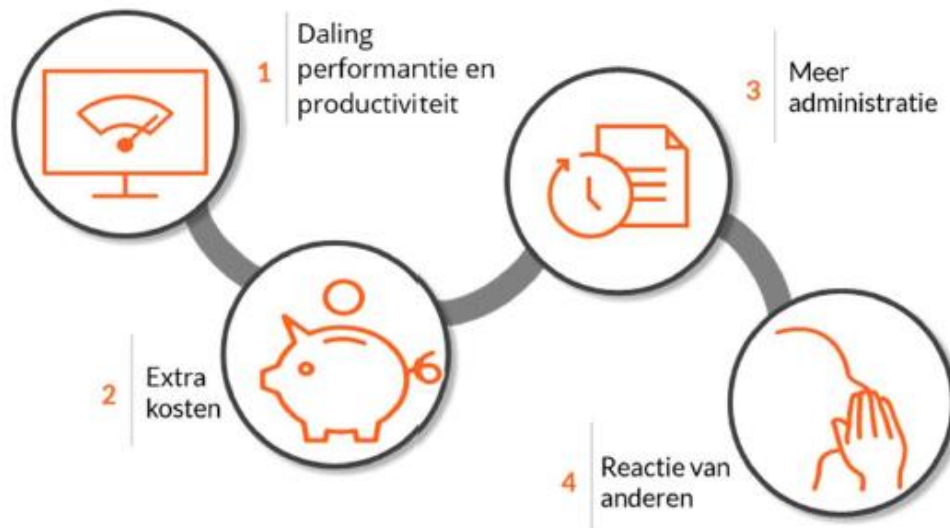 1
Daling
performantie en
productiviteit
2
Extra
kosten
3
Meer
administratie
4
Reactie van
anderen